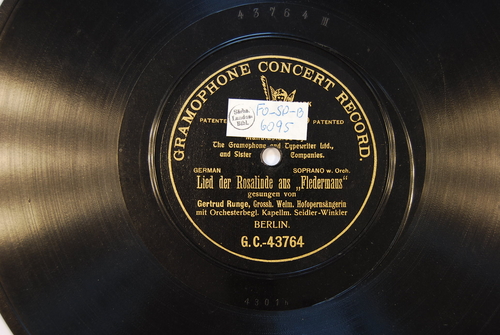 43764 III
GRAMOPHONE CONCERT RECORD.
FO-SD-B
6095
PATENTED
PATENTED
The Gramophone and Typewriter Ltd.,
and Sister Companies.
GERMAN SOPRANO w. Orch.
Lied der Rosalinde aus „Fledermaus“
gesungen von
Gertrud Runge, Grossh. Weim. Hofopernsängerin
mit Orchesterbegl. Kapellm. Seidler-Winkler
BERLIN.
G.C.-43764